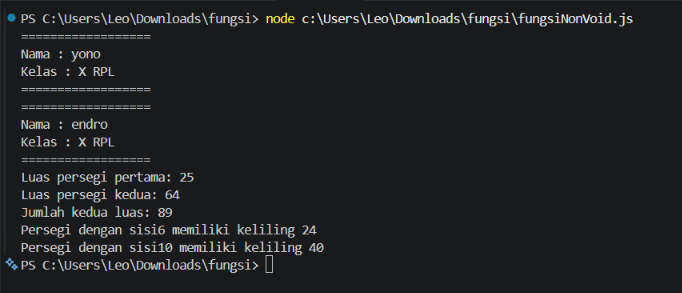 PS C:\Users\Leo\Downloads\fungsi> node c:\Users\Leo\Downloads\fungsi\fungsiNonVoid.js
==================
Nama : yono
Kelas : X RPL
==================
==================
Nama : endro
Kelas : X RPL
==================
Luas persegi pertama: 25
Luas persegi kedua: 64
Jumlah kedua luas: 89
Persegi dengan sisi6 memiliki keliling 24
Persegi dengan sisi10 memiliki keliling 40
PS C:\Users\Leo\Downloads\fungsi>